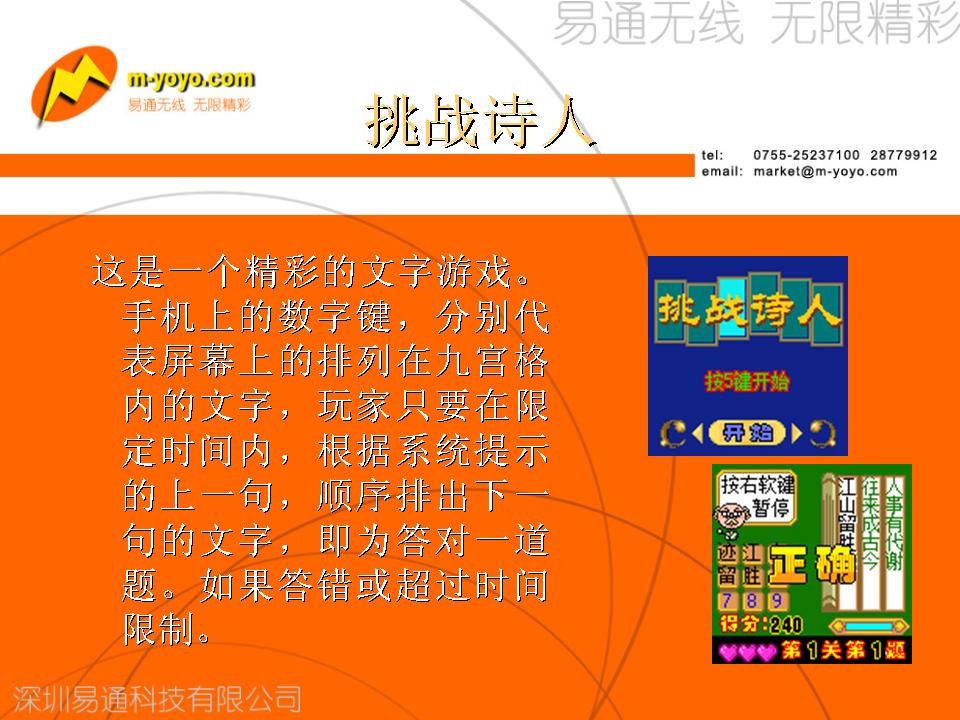 易通无线 无限精彩
m-yoyo.com
易通无线 无限精彩
挑战诗人
tel: 0755-25237100 28779912
email: market@m-yoyo.com
这是一个精彩的文字游戏。
手机上的数字键，分别代
表屏幕上的排列在九宫格
内的文字，玩家只要在限
定时间内，根据系统提示
的上一句，顺序排出下一
句的文字，即为答对一道
题。如果答错或超过时间
限制。
挑战诗人
按5键开始
开始
按右软键
暂停
人事有代谢
往来成古今
江山留胜
迹 江
留 胜
正确
7 8 9
得分:240
第1关第1题
深圳易通科技有限公司